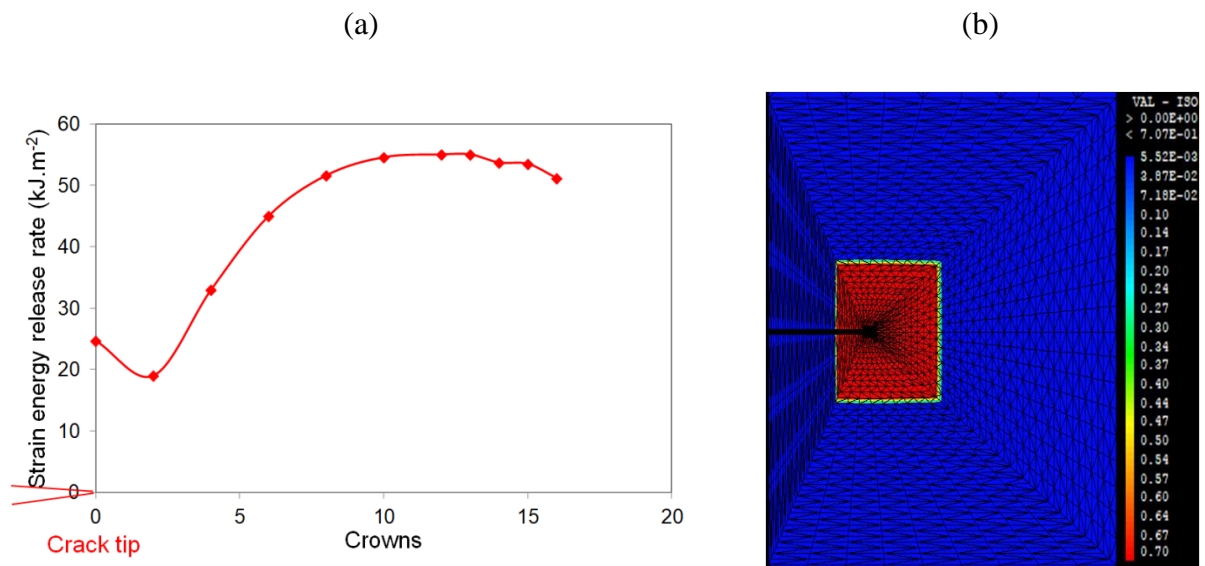 (a)
(b)
60
50
40
30
20
10
0
Strain energy release rate (kJ.m-2)
0
5
10
15
20
Crack tip
Crowns
VAL - ISO
> 0.00E+00
< 7.07E-01
5.52E-03
3.87E-02
7.18E-02
0.10
0.14
0.17
0.20
0.24
0.27
0.30
0.34
0.37
0.40
0.44
0.47
0.50
0.54
0.57
0.60
0.64
0.67
0.70